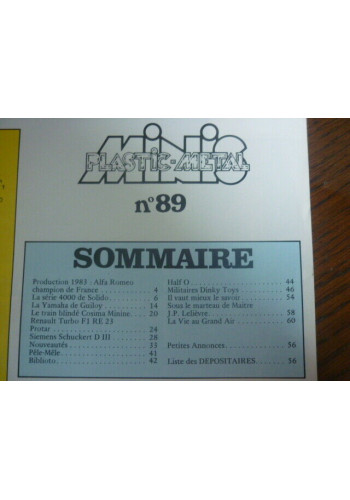 MINIS
PLASTIC-METAL
n°89
SOMMAIRE
Production 1983 : Alfa Romeo
champion de France 4
La série 4000 de Solido 6
La Yamaha de Guiloy 14
Le train blindé Cosina Minine 20
Renault Turbo F1 RE 23
Protar 24
Siemens Schuckert D III 28
Nouveautés 33
Pêle-Mêle 41
Biblioto 42
Half O 44
Militaires Dinky Toys 46
Il vaut mieux le savoir 54
Sous le marteau de Maître
J.P. Lelièvre 58
La Vie au Grand Air 60
Petites Annonces 56
Liste des DEPOSITAIRES 56